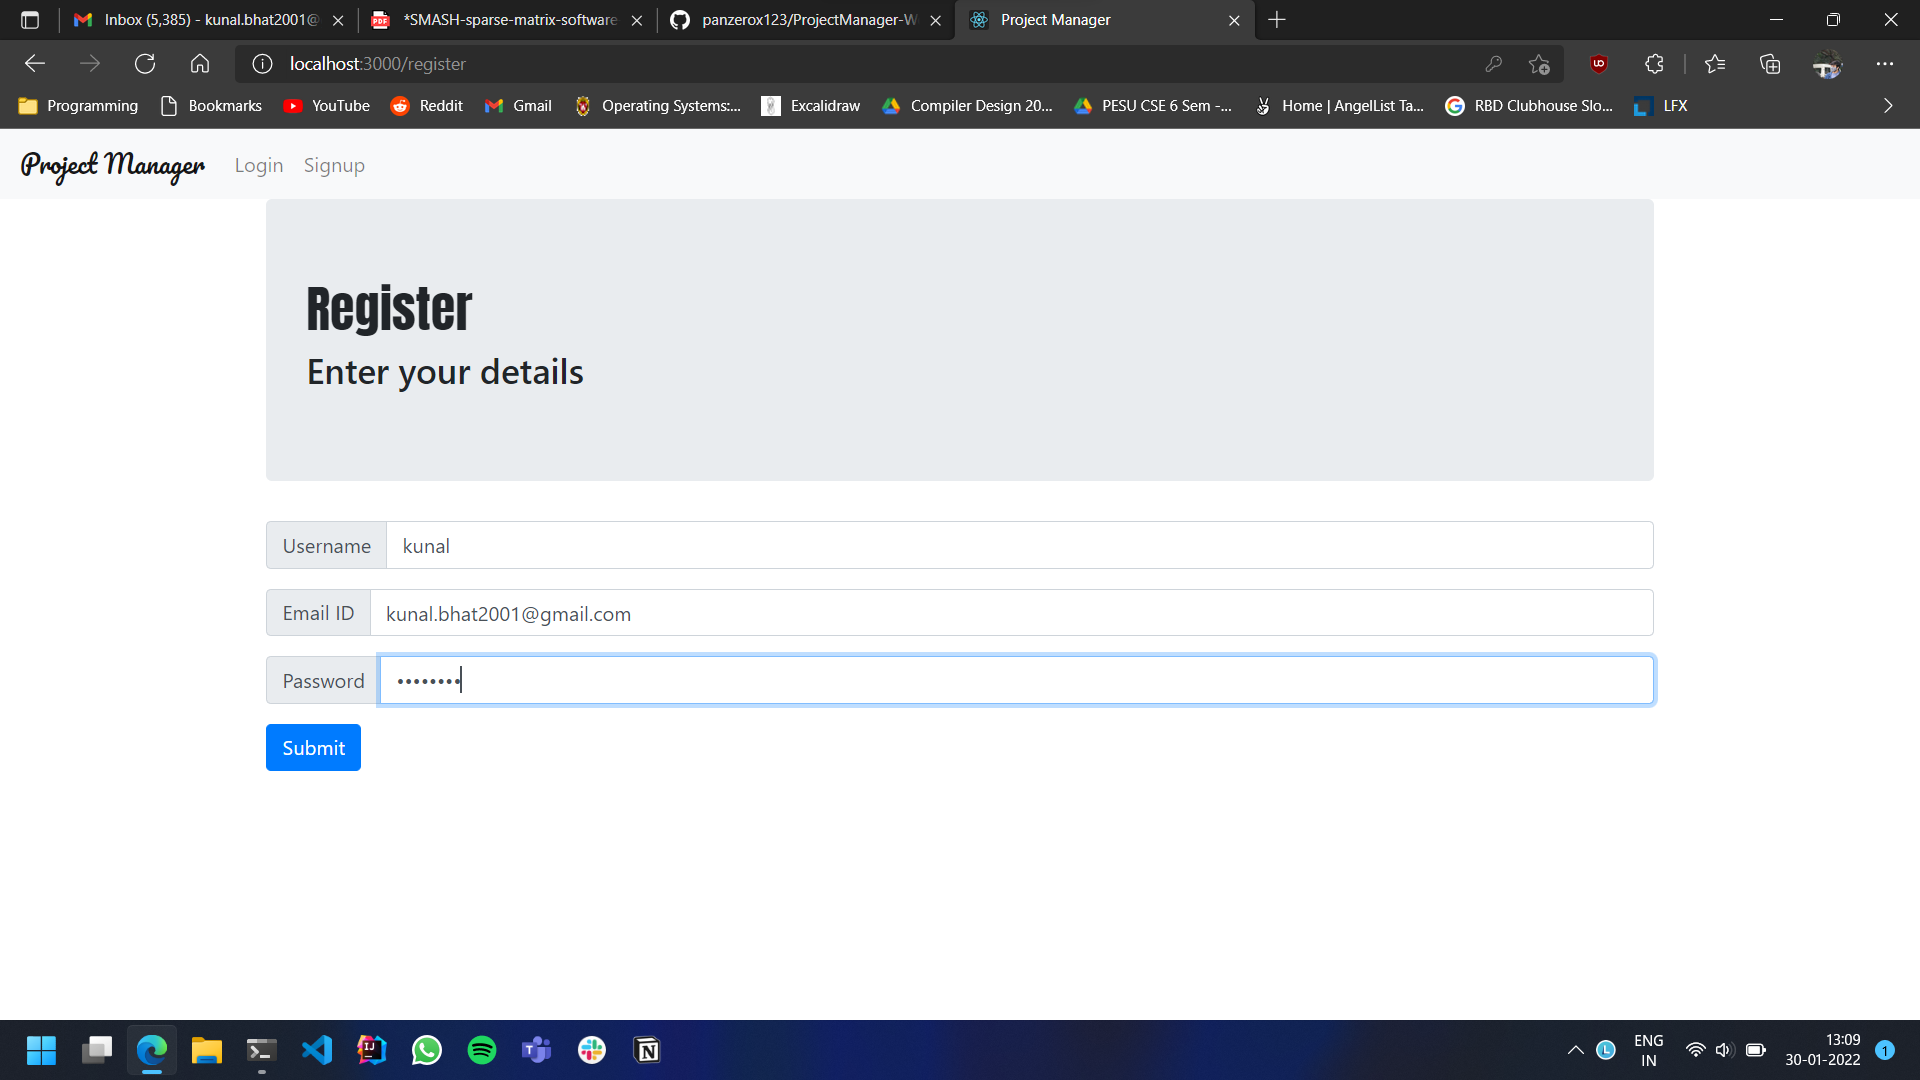 Inbox (5,385) - kunal.bhat2001@
*SMASH-sparse-matrix-software-
panzerox123/ProjectManager-W
Project Manager
localhost:3000/register
Programming
Bookmarks
YouTube
Reddit
Gmail
Operating Systems:...
Excalidraw
Compiler Design 20...
PESU CSE 6 Sem -...
Home | AngelList Ta...
RBD Clubhouse Slo...
LFX
Project Manager
Login
Signup
Register
Enter your details
Username
kunal
Email ID
kunal.bhat2001@gmail.com
Password
••••••••
Submit
ENG
IN
13:09
30-01-2022
1